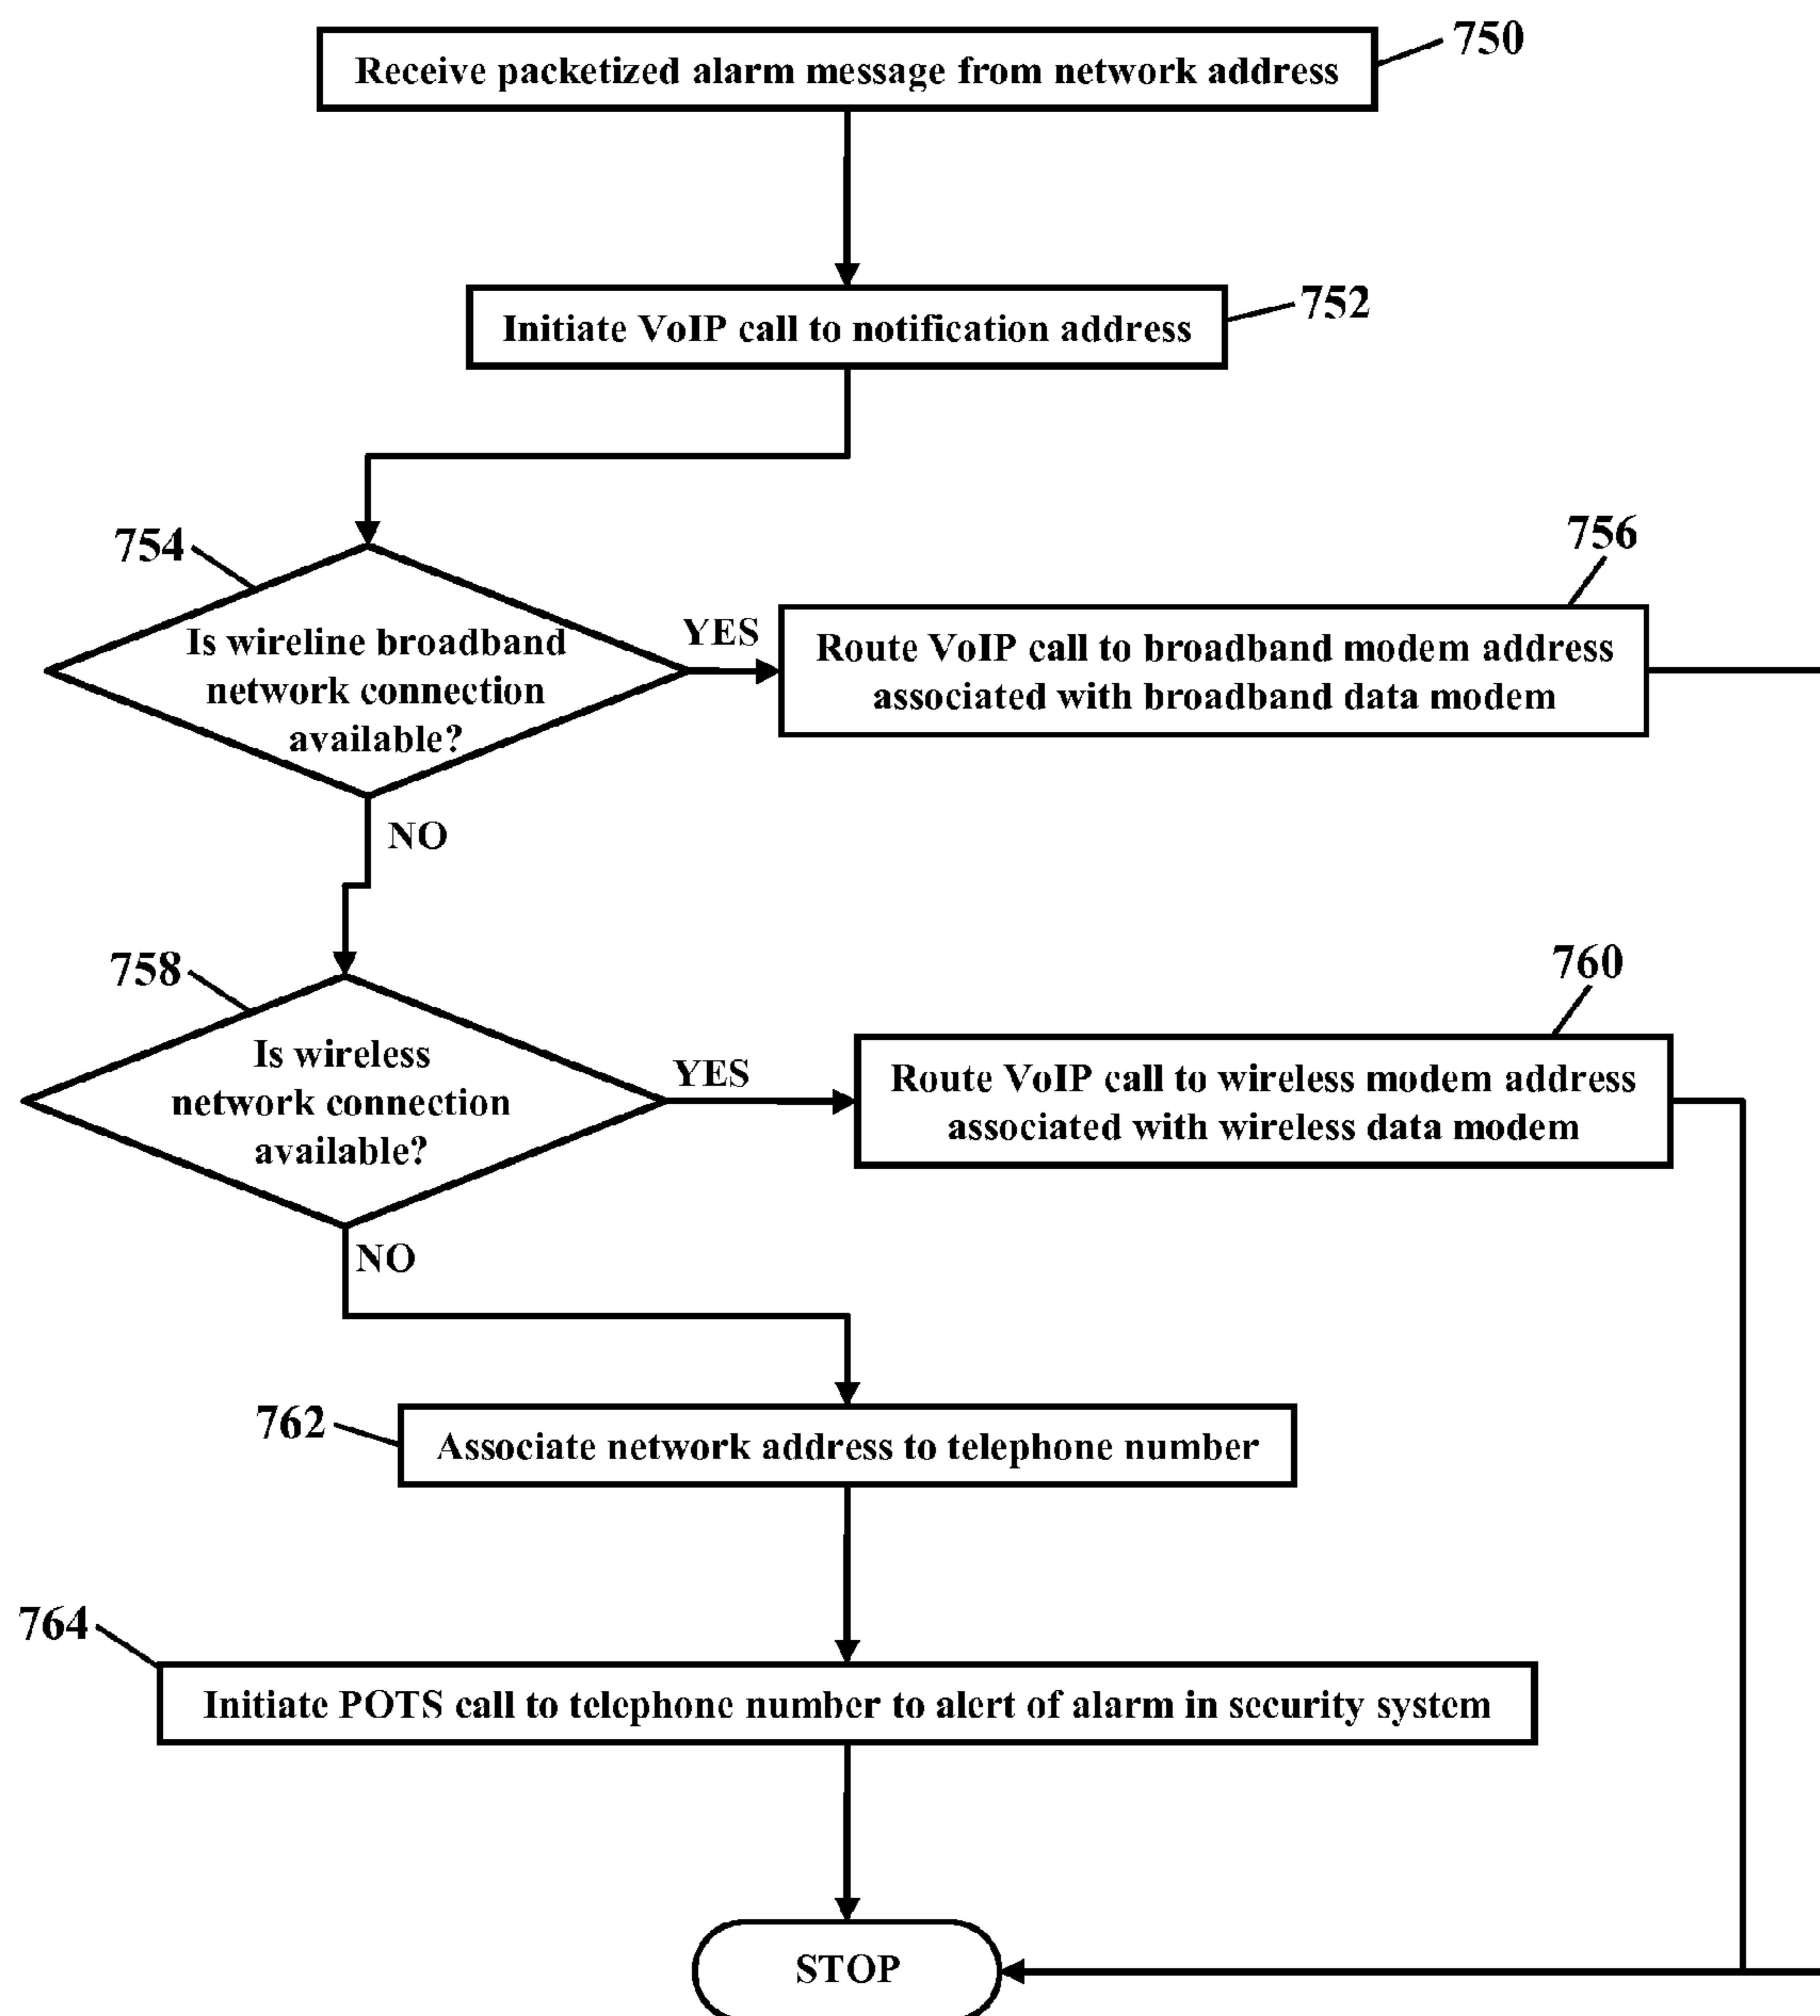 750
Receive packetized alarm message from network address
752
Initiate VoIP call to notification address
754
756
Is wireline broadband
network connection
available?
YES
Route VoIP call to broadband modem address
associated with broadband data modem
NO
758
760
Is wireless
network connection
available?
YES
Route VoIP call to wireless modem address
associated with wireless data modem
NO
762
Associate network address to telephone number
764
Initiate POTS call to telephone number to alert of alarm in security system
STOP